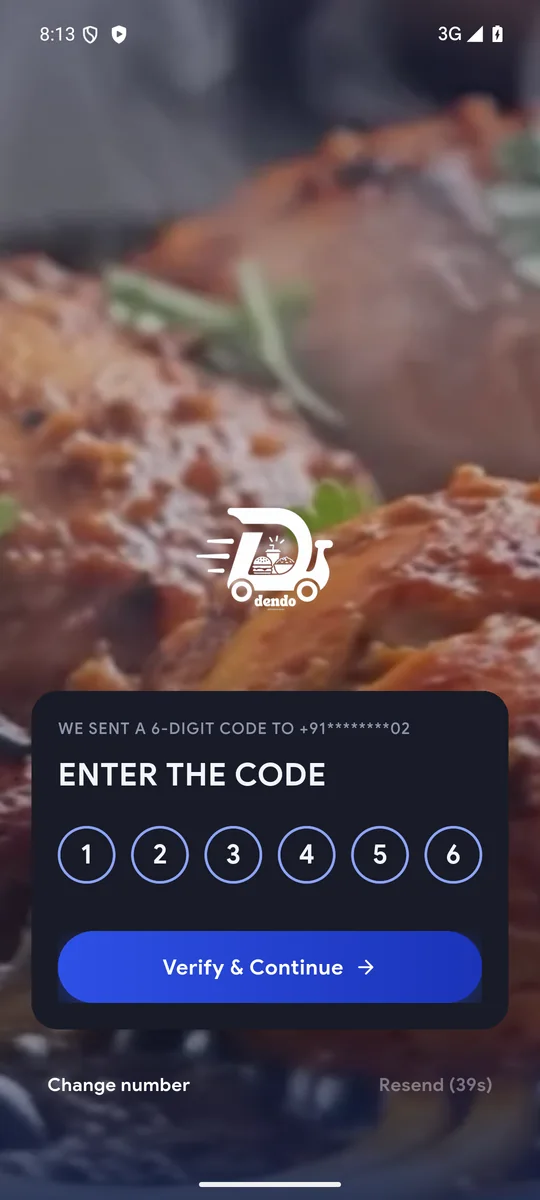 8:13
3G
dendo
WE SENT A 6-DIGIT CODE TO +91********02
ENTER THE CODE
1 2 3 4 5 6
Verify & Continue →
Change number
Resend (39s)